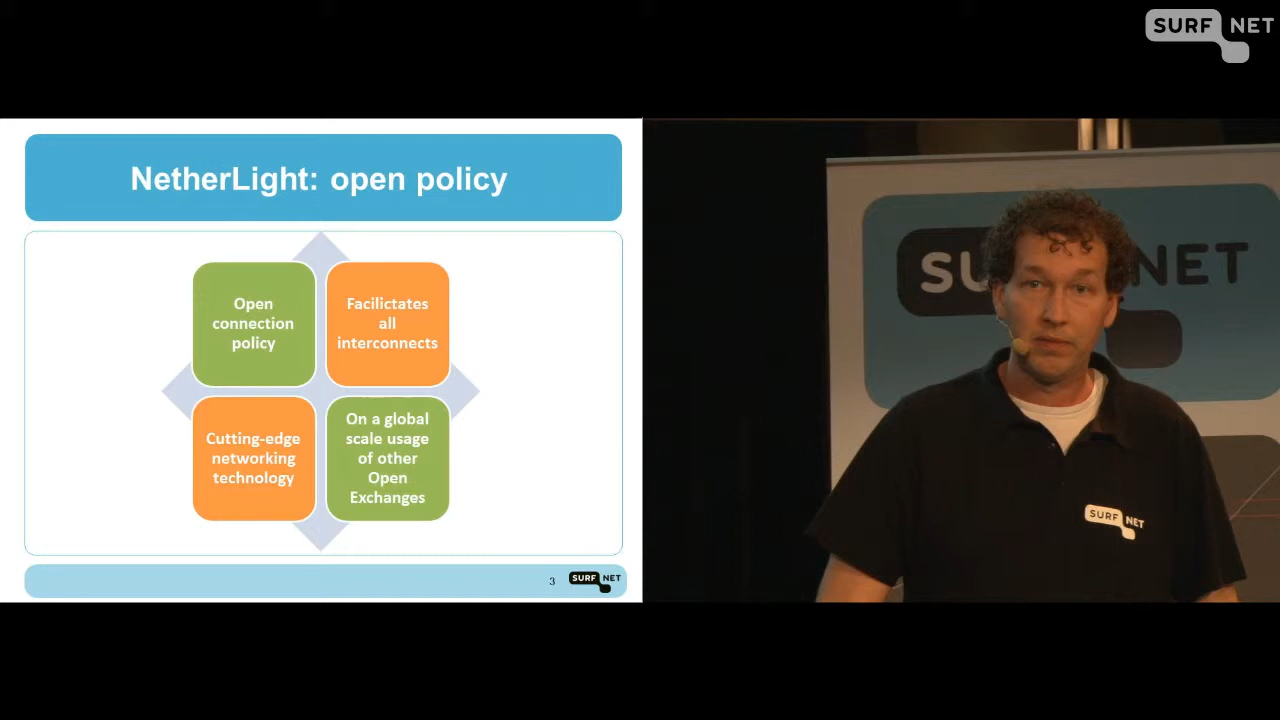 SURF NET
NetherLight: open policy
Open
connection
policy
Facilictates
all
interconnects
Cutting-edge
networking
technology
On a global
scale usage
of other
Open
Exchanges
3
SURF NET
SU NET
SURF NET